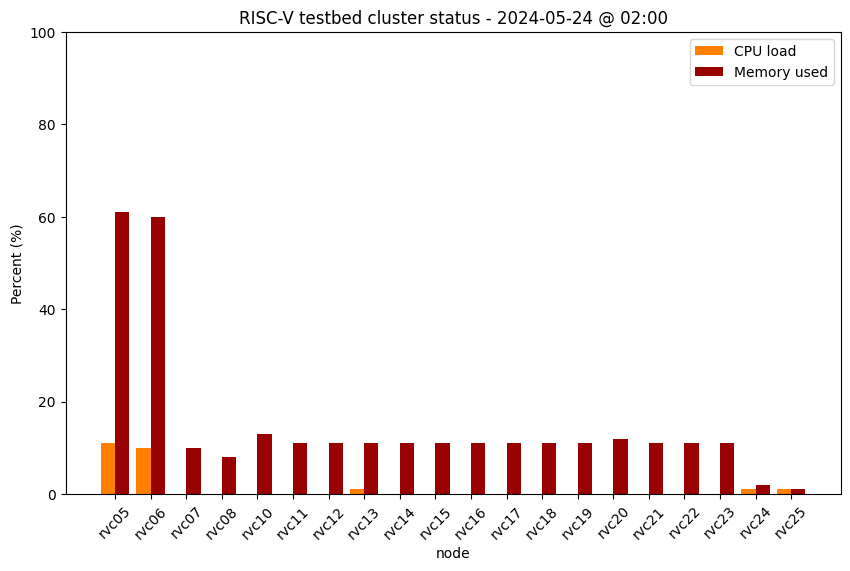 RISC-V testbed cluster status - 2024-05-24 @ 02:00
CPU load
Memory used
Percent (%)
100
80
60
40
20
0
rvc05 rvc06 rvc07 rvc08 rvc10 rvc11 rvc12 rvc13 rvc14 rvc15 rvc16 rvc17 rvc18 rvc19 rvc20 rvc21 rvc22 rvc23 rvc24 rvc25
node